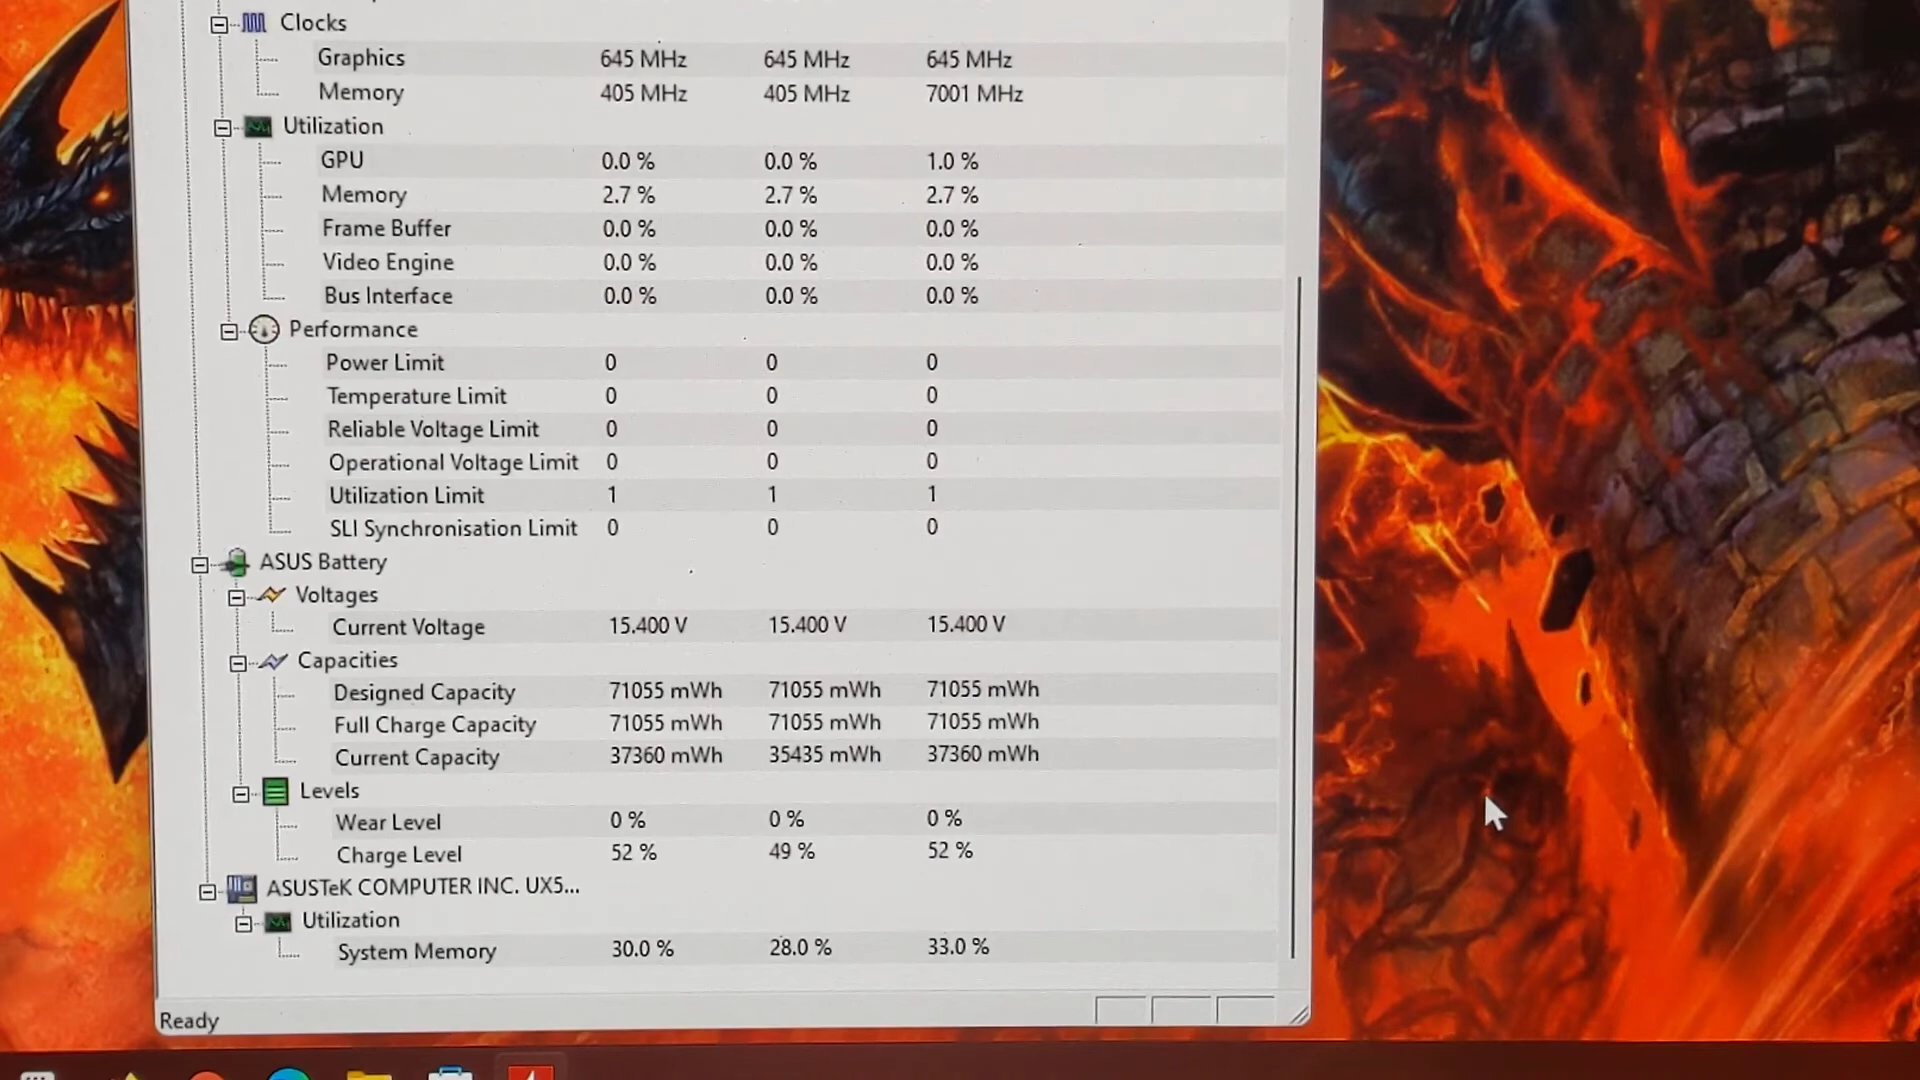 Clocks
Graphics 645 MHz 645 MHz 645 MHz
Memory 405 MHz 405 MHz 7001 MHz
Utilization
GPU 0.0 % 0.0 % 1.0 %
Memory 2.7 % 2.7 % 2.7 %
Frame Buffer 0.0 % 0.0 % 0.0 %
Video Engine 0.0 % 0.0 % 0.0 %
Bus Interface 0.0 % 0.0 % 0.0 %
Performance
Power Limit 0 0 0
Temperature Limit 0 0 0
Reliable Voltage Limit 0 0 0
Operational Voltage Limit 0 0 0
Utilization Limit 1 1 1
SLI Synchronisation Limit 0 0 0
ASUS Battery
Voltages
Current Voltage 15.400 V 15.400 V 15.400 V
Capacities
Designed Capacity 71055 mWh 71055 mWh 71055 mWh
Full Charge Capacity 71055 mWh 71055 mWh 71055 mWh
Current Capacity 37360 mWh 35435 mWh 37360 mWh
Levels
Wear Level 0 % 0 % 0 %
Charge Level 52 % 49 % 52 %
ASUSTeK COMPUTER INC. UX5...
Utilization
System Memory 30.0 % 28.0 % 33.0 %
Ready